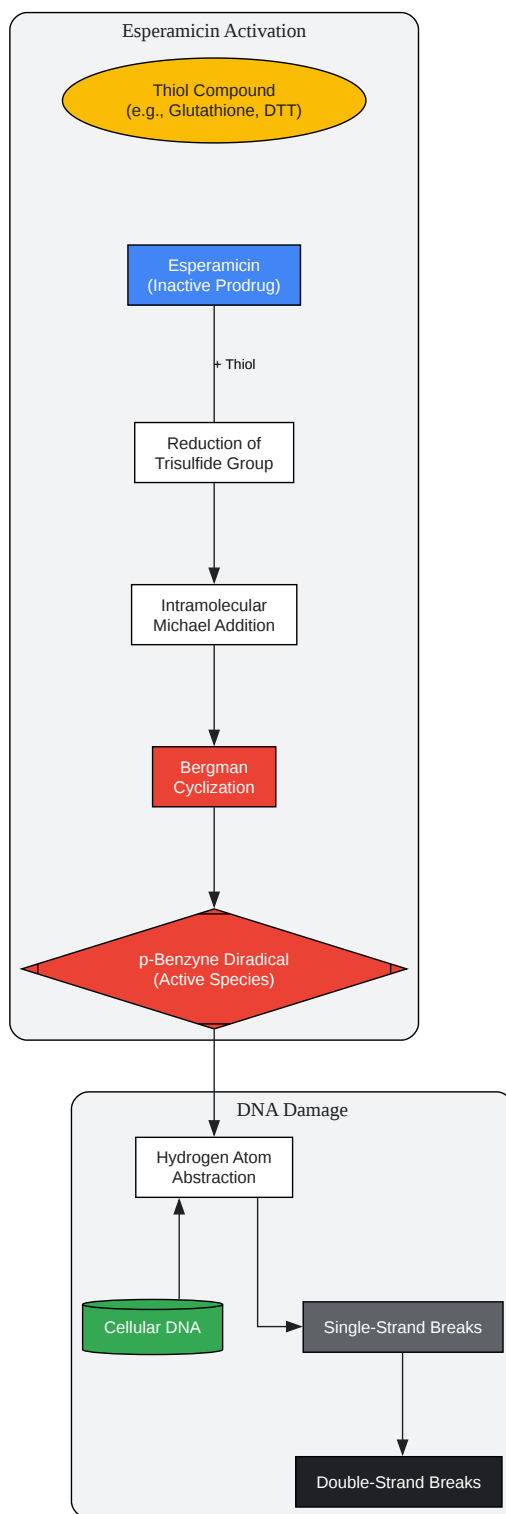 Esperamicin Activation
Thiol Compound
(e.g., Glutathione, DTT)
Esperamicin
(Inactive Prodrug)
+ Thiol
Reduction of
Trisulfide Group
Intramolecular
Michael Addition
Bergman
Cyclization
p-Benzyne Diradical
(Active Species)
DNA Damage
Hydrogen Atom
Abstraction
Cellular DNA
Single-Strand Breaks
Double-Strand Breaks